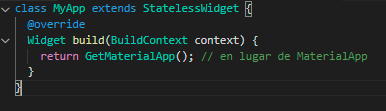 class MyApp extends StatelessWidget {
  @override
  Widget build(BuildContext context) {
    return GetMaterialApp(); // en lugar de MaterialApp
  }
}